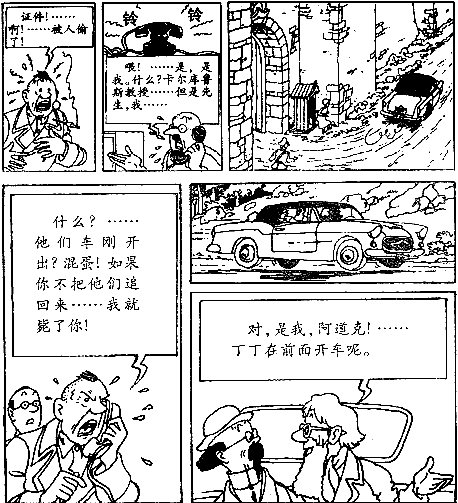 证件!……
啊!……被人偷
了!
铃
铃
喂! ……是,是
我。什么?卡尔库鲁
斯教授……但是先
生,我……
什么? ……
他们车刚开
出?混蛋!如果
你不把他们追
回来……我就
毙了你!
对,是我,阿道克!……
丁丁在前面开车呢。